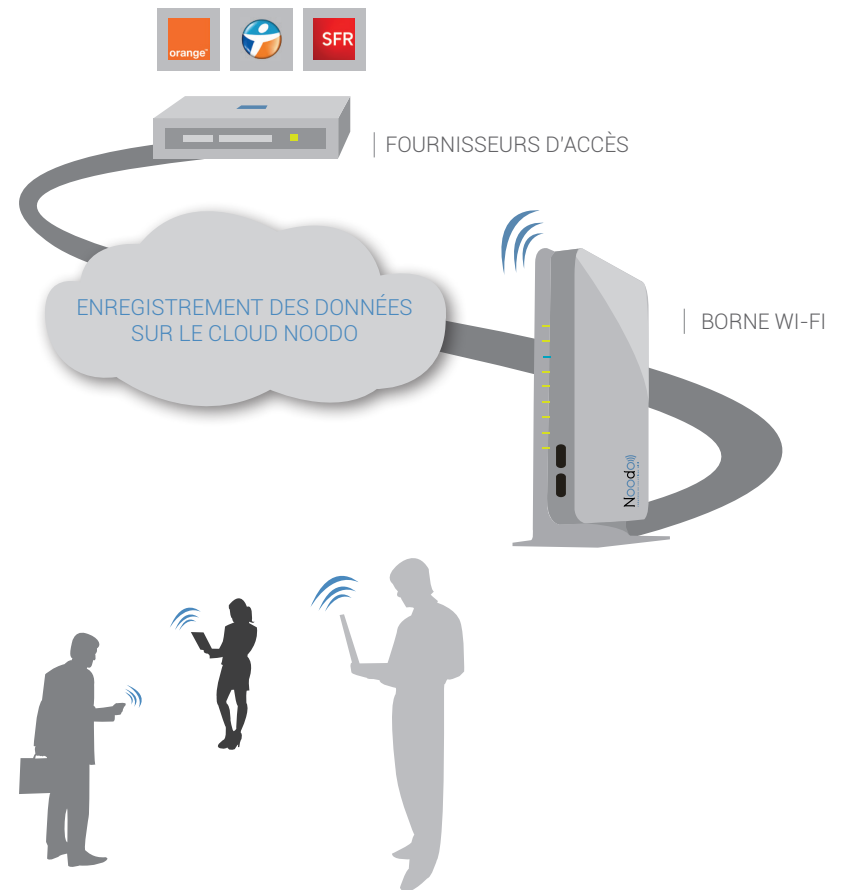 orange
SFR
FOURNISSEURS D'ACCÈS
ENREGISTREMENT DES DONNÉES
SUR LE CLOUD NOODO
BORNE WI-FI
Noodo